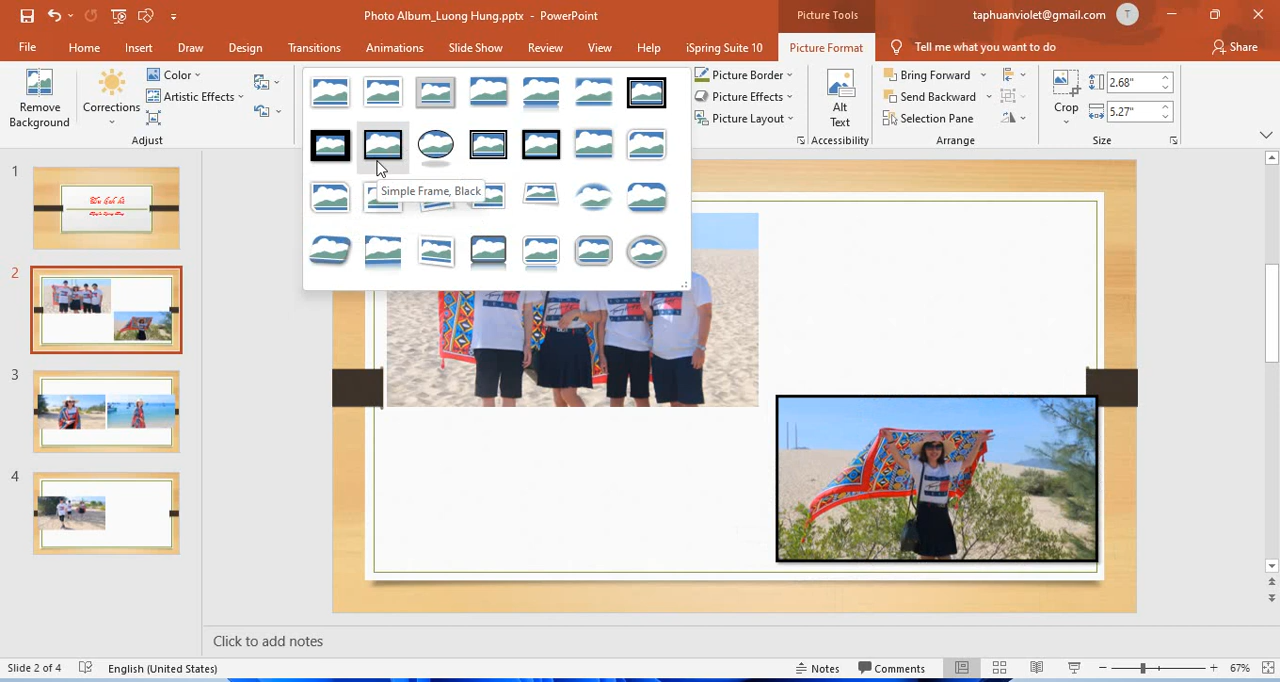 Photo Album_Luong Hung.pptx - PowerPoint
Picture Tools
taphuanviolet@gmail.com
T
File Home Insert Draw Design Transitions Animations Slide Show Review View Help iSpring Suite 10 Picture Format Tell me what you want to do Share
Remove Background
Corrections
Color
Artistic Effects
Adjust
Picture Border
Picture Effects
Picture Layout
Alt Text
Accessibility
Bring Forward
Send Backward
Selection Pane
Arrange
Crop
2.68"
5.27"
Size
Simple Frame, Black
1
2
3
4
Click to add notes
Slide 2 of 4 English (United States) Notes Comments 67%